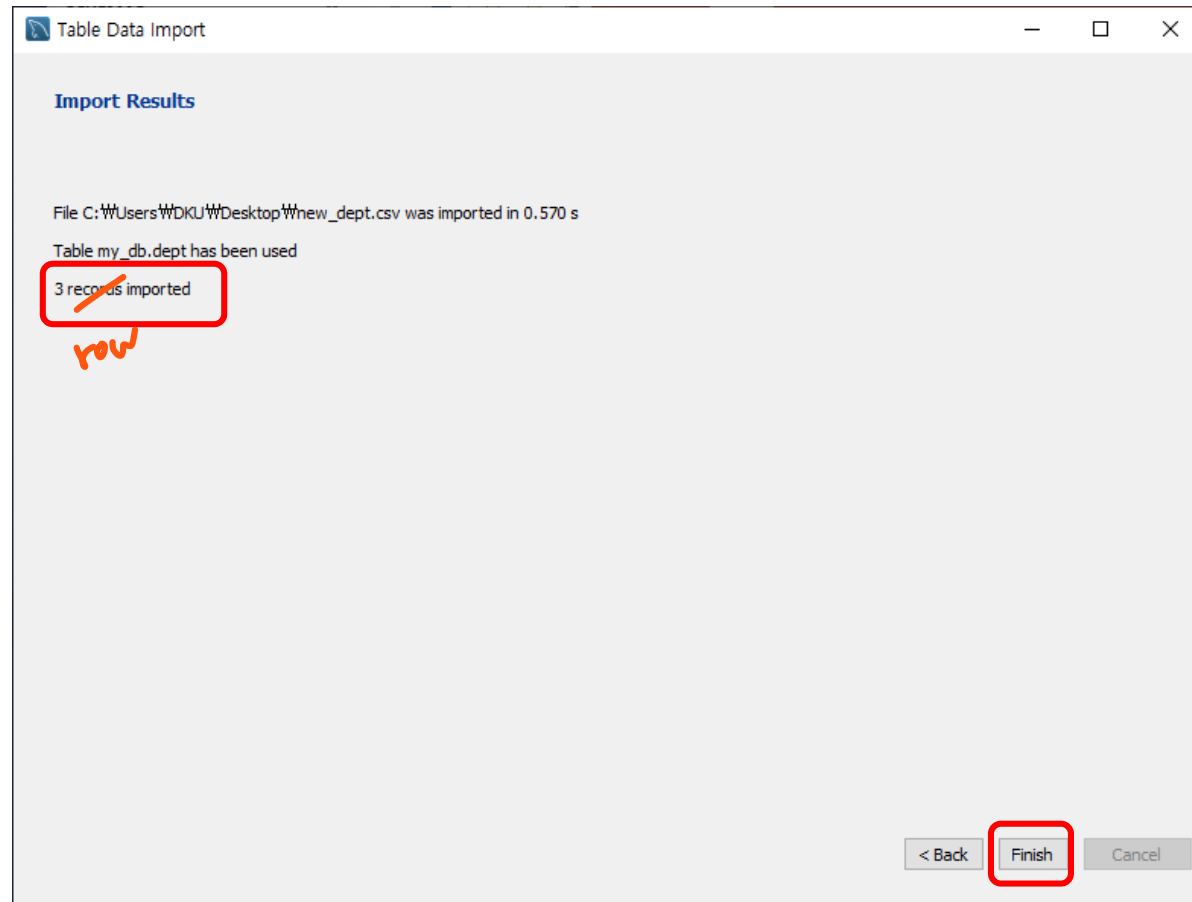 Table Data Import
Import Results
File C:₩Users₩DKU₩Desktop₩new_dept.csv was imported in 0.570 s
Table my_db.dept has been used
3 records imported
row
< Back
Finish
Cancel